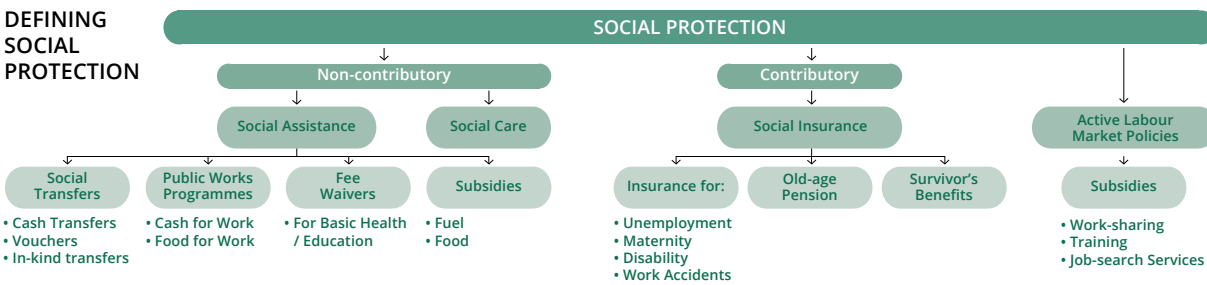 DEFINING
SOCIAL
PROTECTION
SOCIAL PROTECTION
Non-contributory
Contributory
Social Assistance
Social Care
Social Insurance
Active Labour
Market Policies
Social
Transfers
• Cash Transfers
• Vouchers
• In-kind transfers
Public Works
Programmes
• Cash for Work
• Food for Work
Fee
Waivers
• For Basic Health
/ Education
Subsidies
• Fuel
• Food
Insurance for:
• Unemployment
• Maternity
• Disability
• Work Accidents
Old-age
Pension
Survivor's
Benefits
Subsidies
• Work-sharing
• Training
• Job-search Services